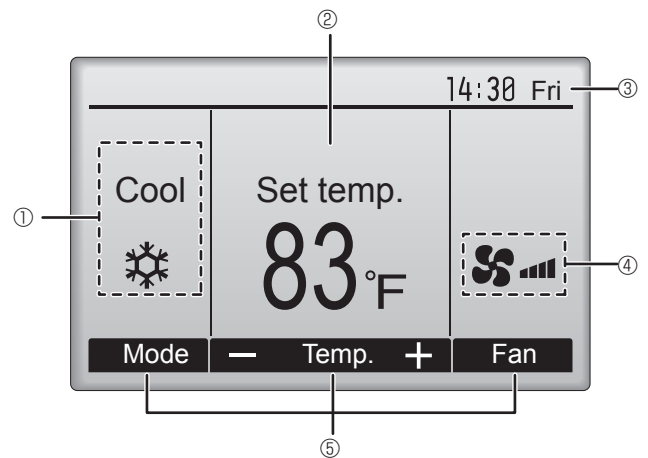 ②
14:30 Fri ③
① Cool
Set temp.
83°F
④
Mode — Temp. + Fan
⑤